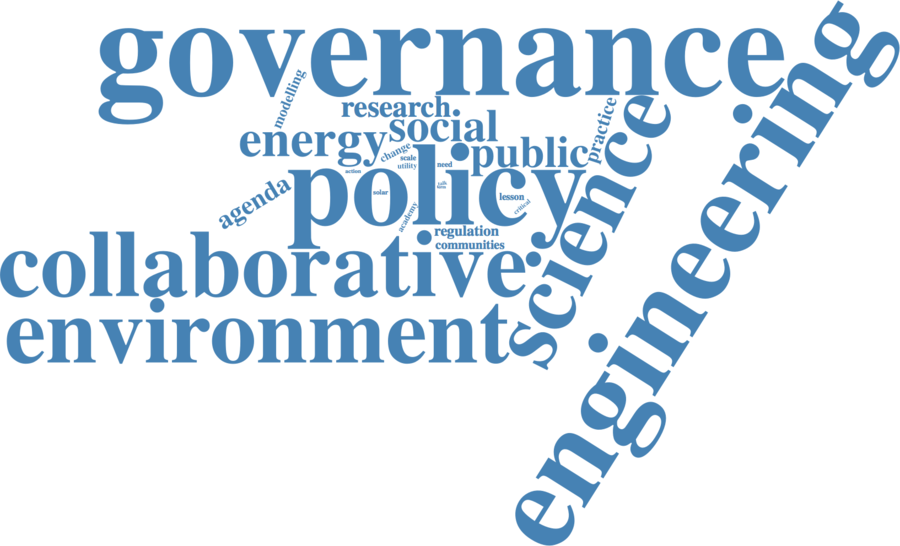 governance
engineering
modelling
research
social
practice
science
energy
change
public
scale
utility
need
action
policy
talk
solar
lesson
agenda
academy
critical
regulation
communities
collaborative
environment